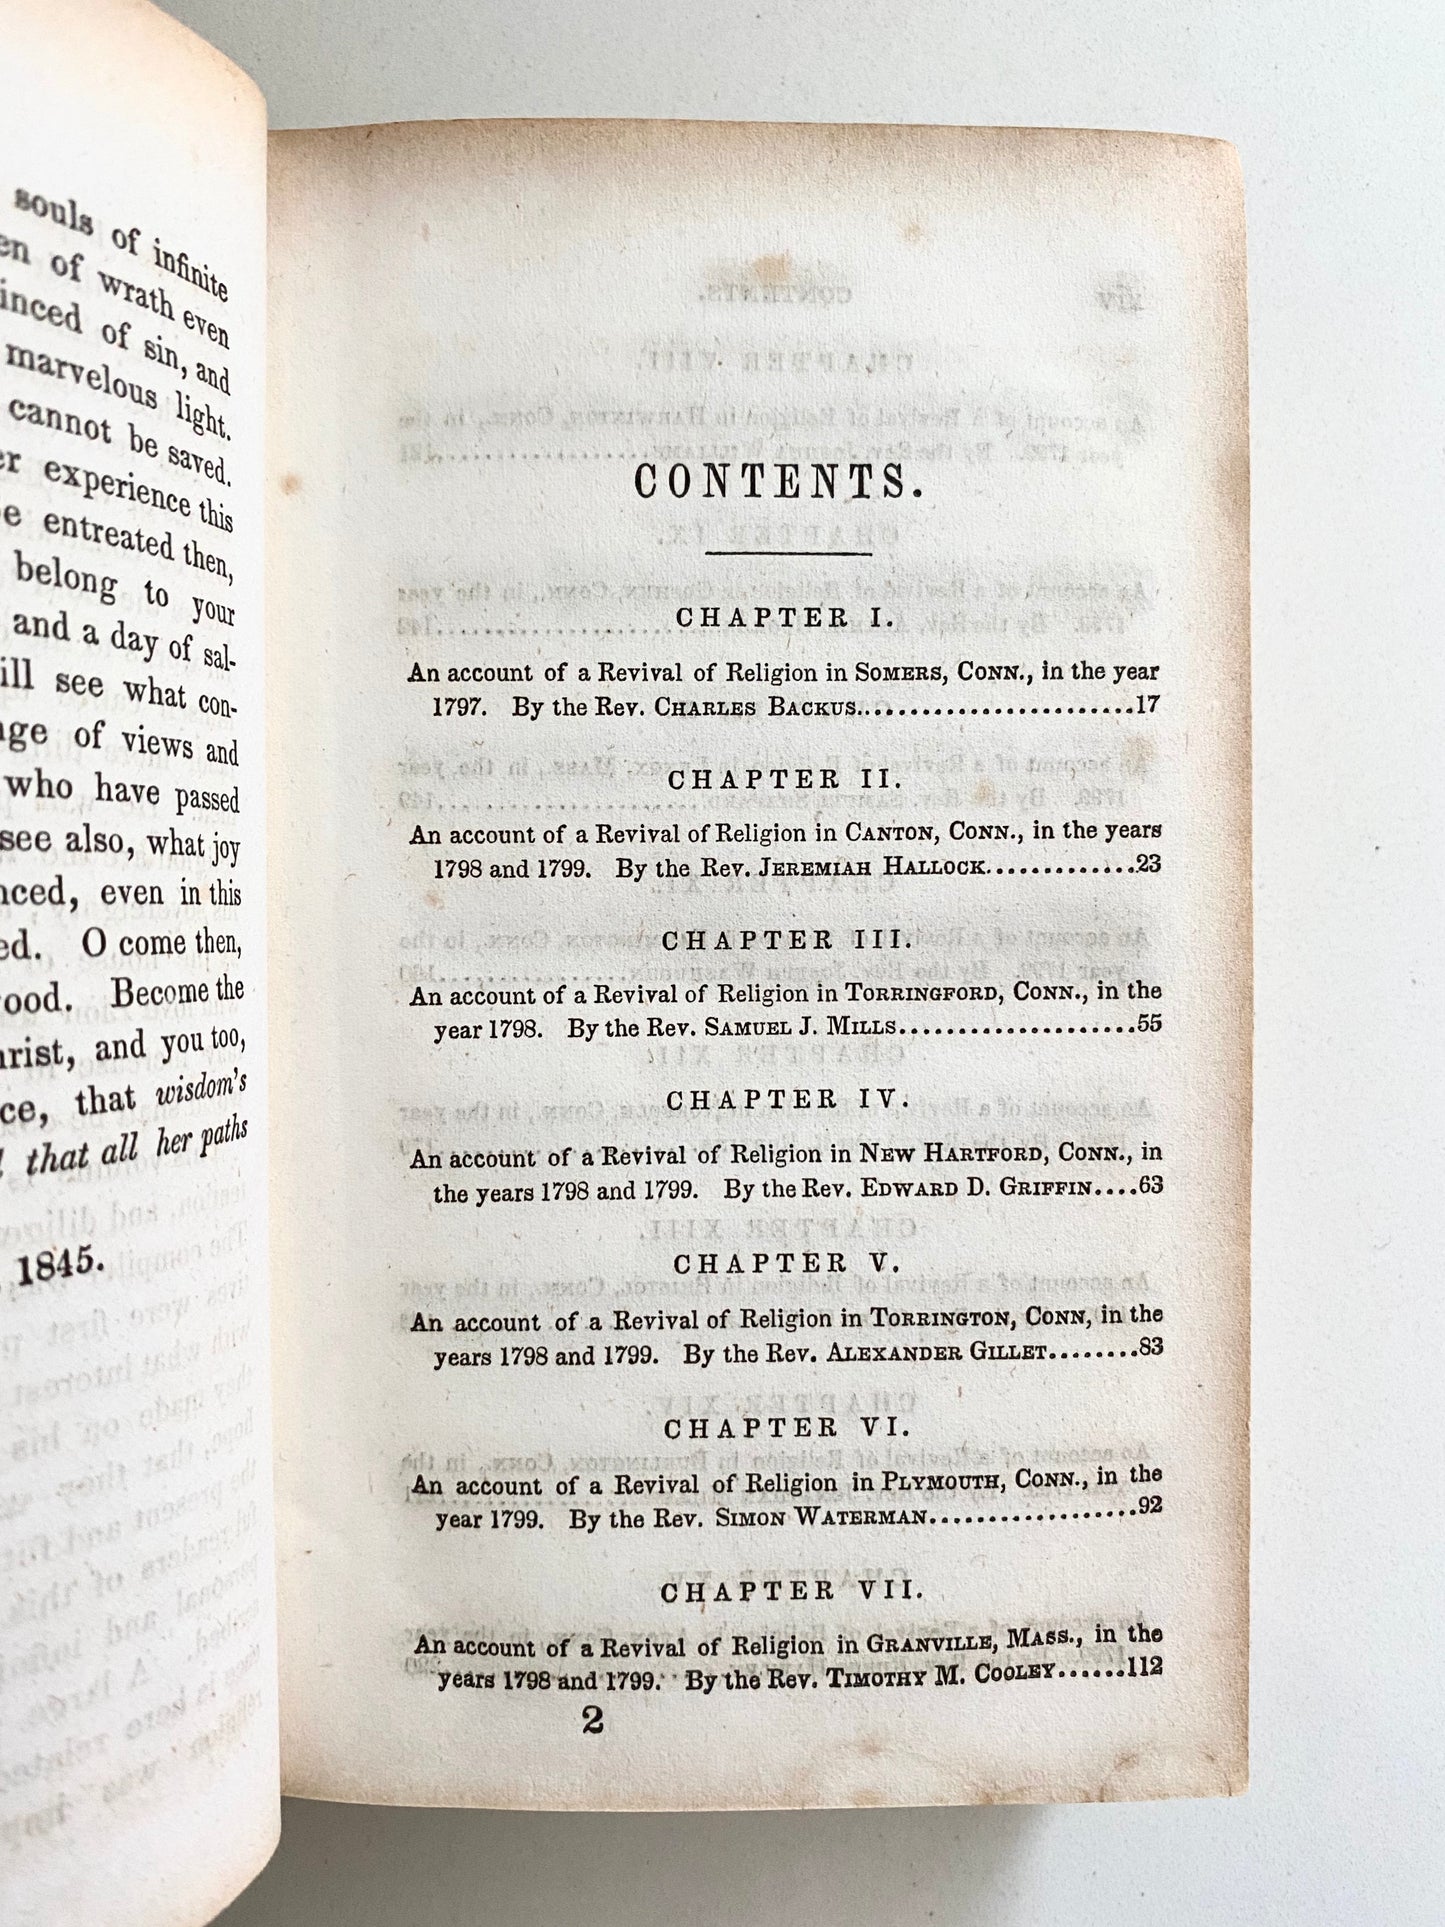 souls of infinite
of wrath even
of sin, and
marvelous light.
cannot be saved.
experience this
entreated then,
belong to your
and a day of sal-
see what con-
of views and
who have passed
see also, what joy
even in this
O come then,
Become the
and you too,
that wisdom's
that all her paths
1845.
CONTENTS.
CHAPTER I.
An account of a Revival of Religion in SOMERS, CONN., in the year
1797. By the Rev. CHARLES BACKUS........................17
CHAPTER II.
An account of a Revival of Religion in CANTON, CONN., in the years
1798 and 1799. By the Rev. JEREMIAH HALLOCK.............23
CHAPTER III.
An account of a Revival of Religion in TORRINGFORD, CONN., in the
year 1798. By the Rev. SAMUEL J. MILLS....................55
CHAPTER IV.
An account of a Revival of Religion in NEW HARTFORD, CONN., in
the years 1798 and 1799. By the Rev. EDWARD D. GRIFFIN....63
CHAPTER V.
An account of a Revival of Religion in TORRINGTON, CONN, in the
years 1798 and 1799. By the Rev. ALEXANDER GILLET........83
CHAPTER VI.
An account of a Revival of Religion in PLYMOUTH, CONN., in the
year 1799. By the Rev. SIMON WATERMAN..................92
CHAPTER VII.
An account of a Revival of Religion in GRANVILLE, MASS., in the
years 1798 and 1799. By the Rev. TIMOTHY M. COOLEY......112
2